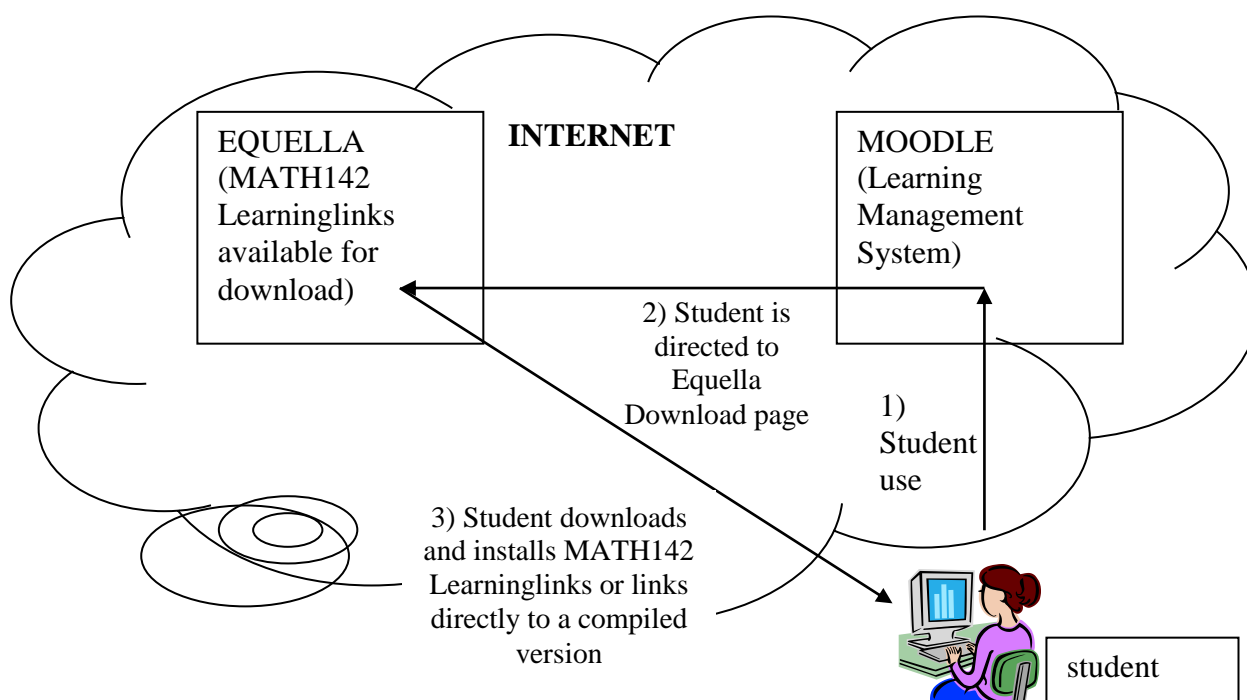 EQUELLA
(MATH142
Learninglinks
available for
download)
INTERNET
MOODLE
(Learning
Management
System)
2) Student is
directed to
Equella
Download page
1)
Student
use
3) Student downloads
and installs MATH142
Learninglinks or links
directly to a compiled
version
student